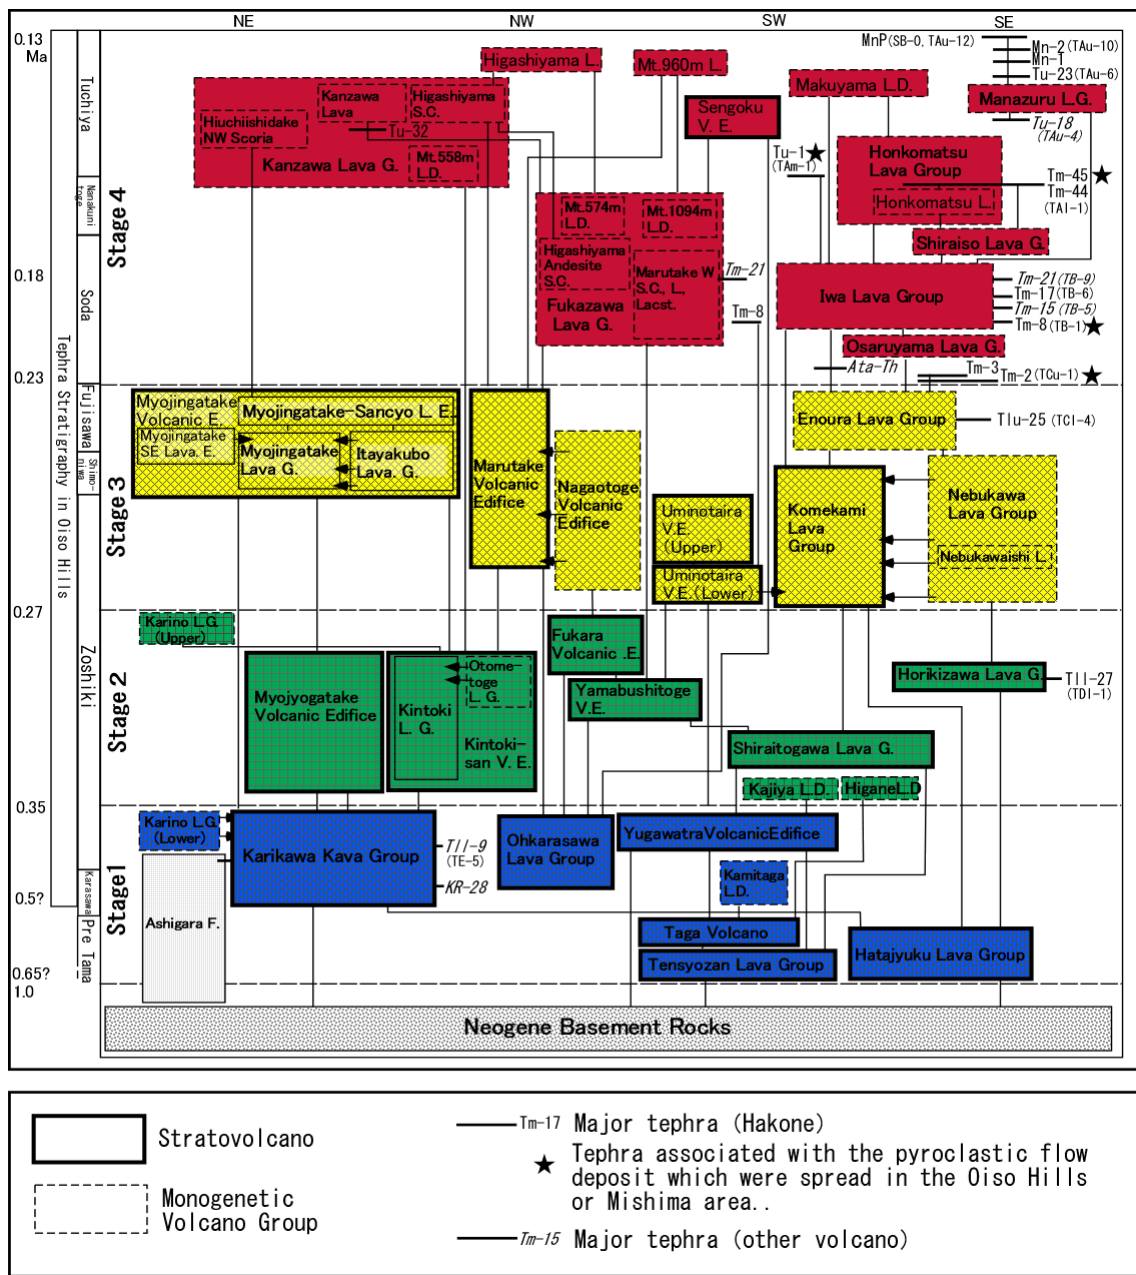 NE
NW
SW
SE
0.13
Ma
0.18
0.23
0.27
0.35
0.5?
0.65?
1.0
Tephra Stratigraphy in Oiso Hills
Tuchiya
Nanakuni
toge
Soda
Fujisawa
Shimo-
niwa
Zoshiki
Karasawa
Pre Tama
Stage 4
Stage 3
Stage 2
Stage1
Higashiyama L.
Mt.960m L.
MnP(SB-0, TAu-12)
Mn-2(TAu-10)
Mn-1
Tu-23(TAu-6)
Kanzawa
Lava
Higashiyama
S.C.
Hiuchiishidake
NW Scoria
Tu-32
Kanzawa Lava G.
Mt.558m
L.D.
Sengoku
V. E.
Makuyama L.D.
Manazuru L.G.
Tu-18
(TAu-4)
Tu-1★
(TAm-1)
Honkomatsu
Lava Group
Honkomatsu L.
Tm-45
Tm-44★
(TAI-1)
Shiraiso Lava G.
Mt.574m
L.D.
Mt.1094m
L.D.
Higashiyama
Andesite
S.C.
Marutake W
S.C., L.,
Lacst.
Fukazawa
Lava G.
Tm-21
Tm-8
Iwa Lava Group
Tm-21(TB-9)
Tm-17(TB-6)
Tm-15(TB-5)
Tm-8(TB-1)★
Osaruyama Lava G.
Ata-Th
Tm-3
Tm-2(TCu-1)★
Myojingatake
Volcanic E.
Myojingatake-Sancyo L. E.
Myojingatake
SE Lava. E.
Myojingatake
Lava G.
Itayakubo
Lava. G.
Marutake
Volcanic
Edifice
Nagaotoge
Volcanic
Edifice
Uminotaira
V.E.
(Upper)
Uminotaira
V.E.(Lower)
Enoura Lava Group
TIu-25 (TCI-4)
Komekami
Lava
Group
Nebukawa
Lava Group
Nebukawaishi L.
Karino L.G.
(Upper)
Myojyogatake
Volcanic Edifice
Kintoki
L. G.
Otome-
toge
L. G.
Kintoki-
san V. E.
Fukara
Volcanic .E.
Yamabushitoge
V.E.
Horikizawa Lava G.
TII-27
(TDI-1)
Shiraitogawa Lava G.
Kajiya L.D.
HiganeL.D
Karino L.G.
(Lower)
Karikawa Kava Group
TII-9
(TE-5)
KR-28
Ohkarasawa
Lava Group
YugawatraVolcanicEdifice
Kamitaga
L.D.
Ashigara F.
Taga Volcano
Tensyozan Lava Group
Hatajyuku Lava Group
Neogene Basement Rocks
Stratovolcano
Monogenetic
Volcano Group
Tm-17 Major tephra (Hakone)
★ Tephra associated with the pyroclastic flow
deposit which were spread in the Oiso Hills
or Mishima area..
Tm-15 Major tephra (other volcano)